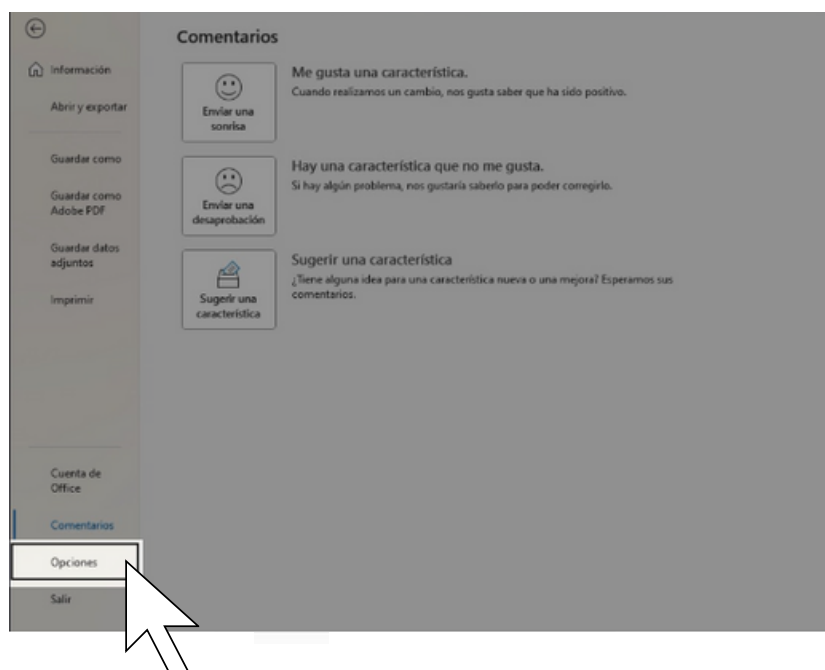 Información
Abrir y exportar
Guardar como
Guardar como
Adobe PDF
Guardar datos
adjuntos
Imprimir
Cuenta de
Office
Comentarios
Opciones
Salir
Comentarios
Enviar una
sonrisa
Me gusta una característica.
Cuando realizamos un cambio, nos gusta saber que ha sido positivo.
Enviar una
desaprobación
Hay una característica que no me gusta.
Si hay algún problema, nos gustaría saberlo para poder corregirlo.
Sugerir una
característica
Sugerir una característica
¿Tiene alguna idea para una característica nueva o una mejora? Esperamos sus
comentarios.